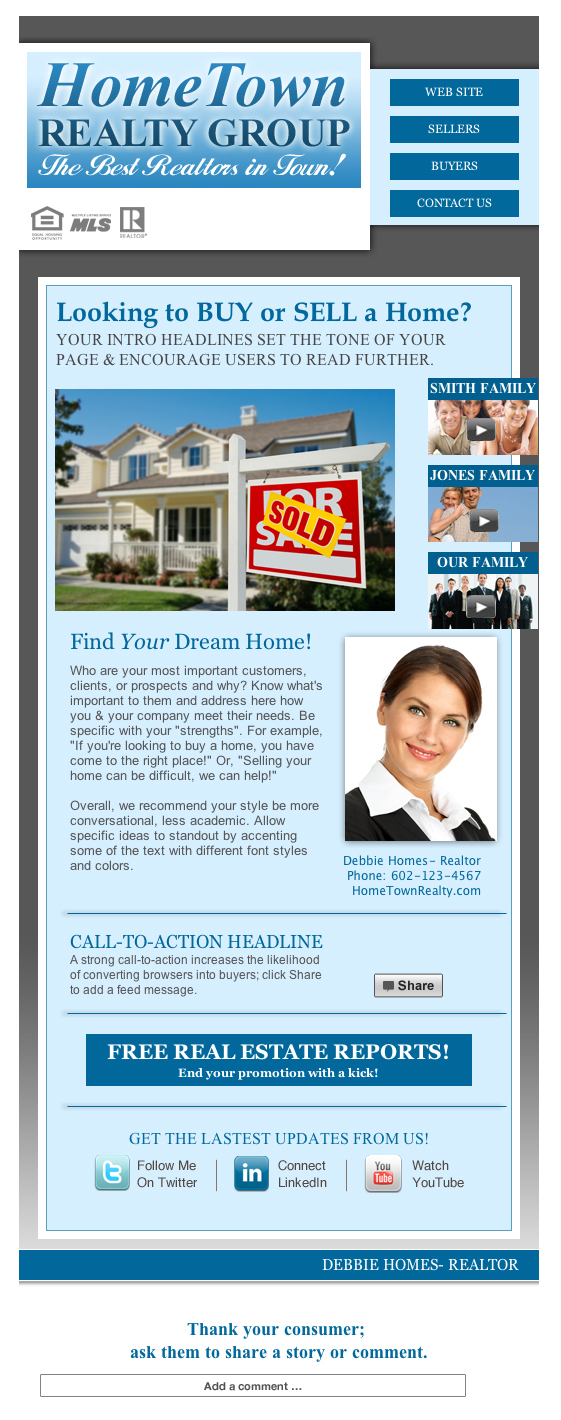 HomeTown
REALTY GROUP
The Best Realtors in Town!
WEB SITE
SELLERS
BUYERS
CONTACT US
EQUAL HOUSING
OPPORTUNITY
MULTIPLE LISTING SERVICE
MLS
R
REALTOR®
Looking to BUY or SELL a Home?
YOUR INTRO HEADLINES SET THE TONE OF YOUR
PAGE & ENCOURAGE USERS TO READ FURTHER.
FOR
SALE
SOLD
SMITH FAMILY
JONES FAMILY
OUR FAMILY
Find Your Dream Home!
Who are your most important customers,
clients, or prospects and why? Know what's
important to them and address here how
you & your company meet their needs. Be
specific with your "strengths". For example,
"If you're looking to buy a home, you have
come to the right place!" Or, "Selling your
home can be difficult, we can help!"
Overall, we recommend your style be more
conversational, less academic. Allow
specific ideas to standout by accenting
some of the text with different font styles
and colors.
Debbie Homes- Realtor
Phone: 602-123-4567
HomeTownRealty.com
CALL-TO-ACTION HEADLINE
A strong call-to-action increases the likelihood
of converting browsers into buyers; click Share
to add a feed message.
Share
FREE REAL ESTATE REPORTS!
End your promotion with a kick!
GET THE LASTEST UPDATES FROM US!
t
Follow Me
On Twitter
in
Connect
LinkedIn
You
Tube
Watch
YouTube
DEBBIE HOMES- REALTOR
Thank your consumer;
ask them to share a story or comment.
Add a comment ...